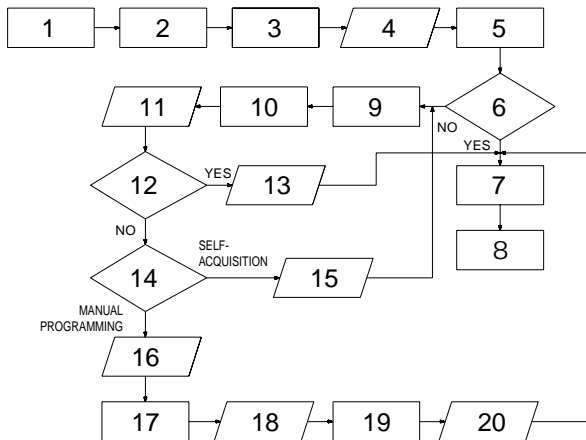 1 2 3 4 5
11 10 9 6
NO
YES
12 YES 13 7
NO
8
SELF-
ACQUISITION
14 15
MANUAL
PROGRAMMING
16
17 18 19 20